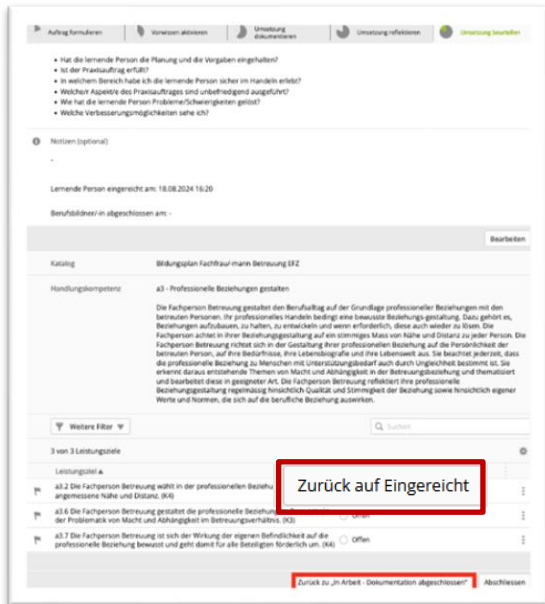 Auftrag formulieren
Vorwissen aktivieren
Umsetzung
dokumentieren
Umsetzung reflektieren
Umsetzung beurteilen
• Hat die lernende Person die Planung und die Vorgaben eingehalten?
• Ist der Praxisauftrag erfüllt?
• In welchem Bereich habe ich die lernende Person sicher im Handeln erlebt?
• Welche/r Aspekt/e des Praxisauftrages sind unbefriedigend ausgeführt?
• Wie hat die lernende Person Probleme/Schwierigkeiten gelöst?
• Welche Verbesserungsmöglichkeiten sehe ich?
Notizen (optional)
-
Lernende Person eingereicht am: 18.08.2024 16:20
Berufsbildner/-in abgeschlossen am: -
Bearbeiten
Katalog
Bildungsplan Fachfrau/-mann Betreuung EFZ
Handlungskompetenz
a3 - Professionelle Beziehungen gestalten
Die Fachperson Betreuung gestaltet den Berufsalltag auf der Grundlage professioneller Beziehungen mit den
betreuten Personen. Ihr professionelles Handeln bedingt eine bewusste Beziehungs-gestaltung. Dazu gehört es,
Beziehungen aufzubauen, zu halten, zu entwickeln und wenn erforderlich, diese auch wieder zu lösen. Die
Fachperson achtet in ihrer Beziehungsgestaltung auf ein stimmiges Mass von Nähe und Distanz zu jeder Person. Die
Fachperson Betreuung richtet sich in der Gestaltung ihrer professionellen Beziehung auf die Persönlichkeit der
betreuten Person, auf ihre Bedürfnisse, ihre Lebensbiografie und ihre Lebenswelt aus. Sie beachtet jederzeit, dass
die professionelle Beziehung zu Menschen mit Unterstützungsbedarf auch durch Ungleichheit bestimmt ist. Sie
erkennt daraus entstehende Themen von Macht und Abhängigkeit in der Betreuungsbeziehung und thematisiert
und bearbeitet diese in geeigneter Art. Die Fachperson Betreuung reflektiert ihre professionelle
Beziehungsgestaltung regelmässig hinsichtlich Qualität und Stimmigkeit der Beziehung sowie hinsichtlich eigener
Werte und Normen, die sich auf die berufliche Beziehung auswirken.
Weitere Filter
Suchen
3 von 3 Leistungsziele
Leistungsziel
a3.2 Die Fachperson Betreuung wählt in der professionellen Beziehu
angemessene Nähe und Distanz. (K4)
Zurück auf Eingereicht
a3.6 Die Fachperson Betreuung gestaltet die professionelle Beziehung
der Problematik von Macht und Abhängigkeit im Betreuungsverhältnis. (K3)
Offen
a3.7 Die Fachperson Betreuung ist sich der Wirkung der eigenen Befindlichkeit auf die
professionelle Beziehung bewusst und geht damit für alle Beteiligten förderlich um. (K4)
Offen
Zurück zu „In Arbeit - Dokumentation abgeschlossen"
Abschliessen